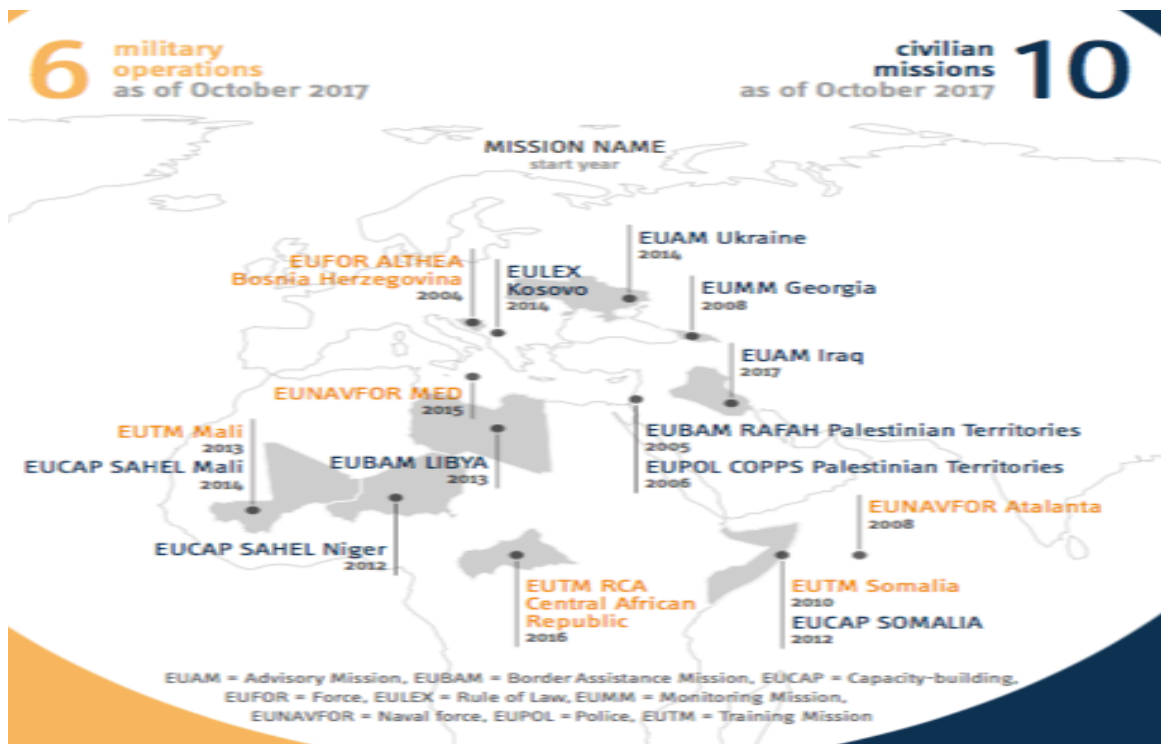 6
military
operations
as of October 2017
civilian
missions
as of October 2017
10
MISSION NAME
start year
EUFOR ALTHEA
Bosnia Herzegovina
2004
EULEX
Kosovo
2014
EUAM Ukraine
2014
EUMM Georgia
2008
EUAM Iraq
2017
EUNAVFOR MED
2015
EUTM Mali
2013
EUCAP SAHEL Mali
2014
EUBAM LIBYA
2013
EUBAM RAFAH Palestinian Territories
2005
EUPOL COPPS Palestinian Territories
2006
EUNAVFOR Atalanta
2008
EUCAP SAHEL Niger
2012
EUTM RCA
Central African
Republic
2016
EUTM Somalia
2010
EUCAP SOMALIA
2012
EUAM = Advisory Mission, EUBAM = Border Assistance Mission, EUCAP = Capacity-building,
EUFOR = Force, EULEX = Rule of Law, EUMM = Monitoring Mission,
EUNAVFOR = Naval force, EUPOL = Police, EUTM = Training Mission